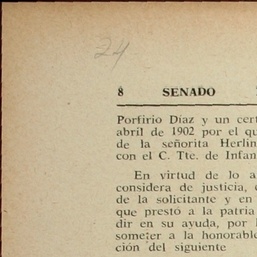 24
8 SENADO
Porfirio Díaz y un cert
abril de 1902 por el qu
de la señorita Herlin
con el C. Tte. de Infan
En virtud de lo a
considera de justicia, 
de la solicitante y en
que prestó a la patria
dir en su ayuda, por
someter a la honorable
ción del siguiente